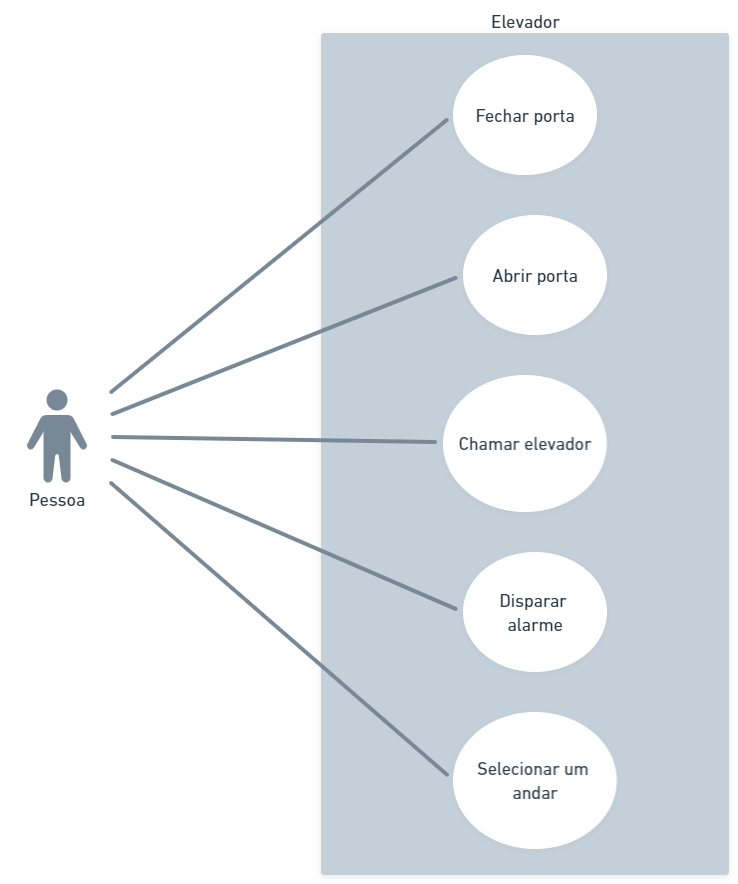 Elevador
Fechar porta
Abrir porta
Chamar elevador
Pessoa
Disparar
alarme
Selecionar um
andar